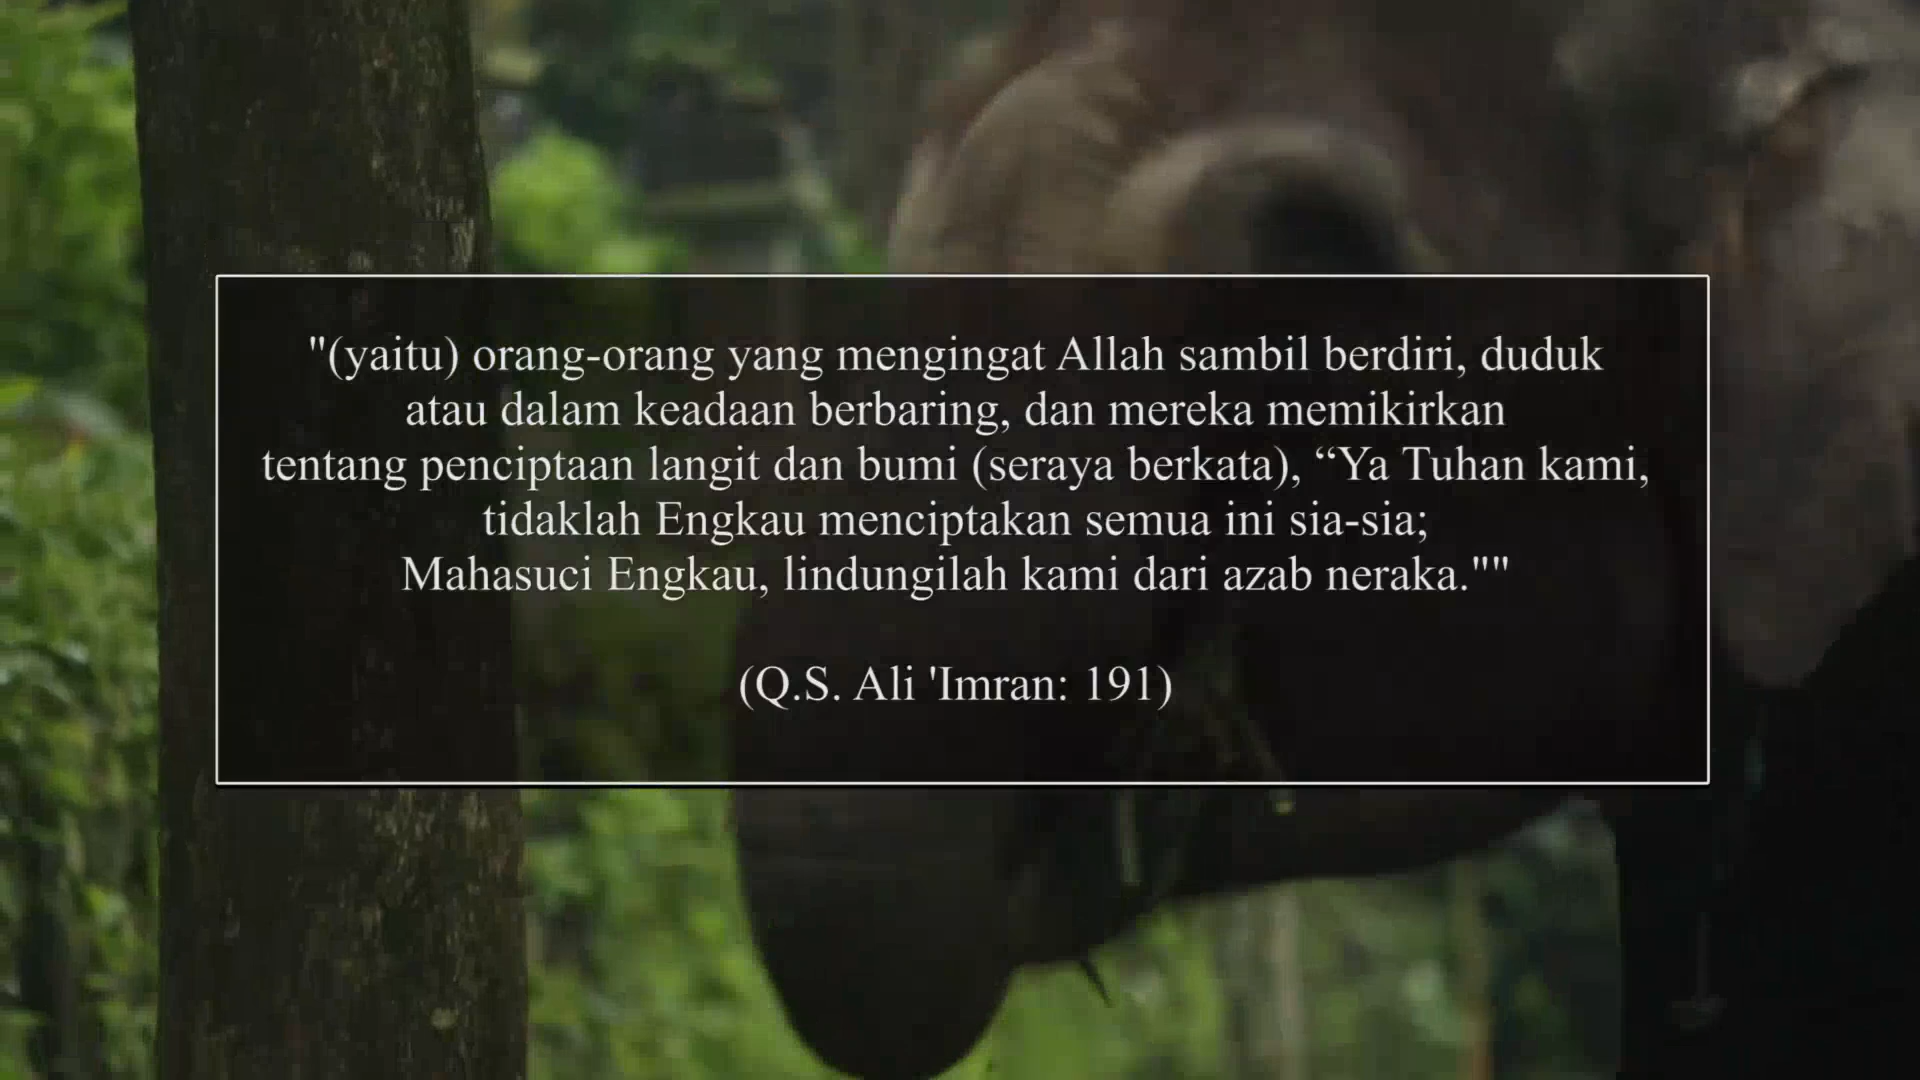 "(yaitu) orang-orang yang mengingat Allah sambil berdiri, duduk
atau dalam keadaan berbaring, dan mereka memikirkan
tentang penciptaan langit dan bumi (seraya berkata), “Ya Tuhan kami,
tidaklah Engkau menciptakan semua ini sia-sia;
Mahasuci Engkau, lindungilah kami dari azab neraka.""
(Q.S. Ali 'Imran: 191)